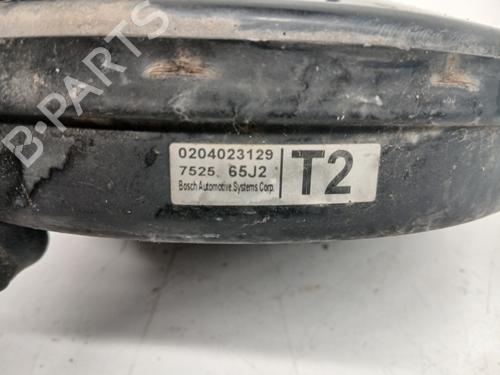 B-PARTS
0204023129
7525. 65J2
Bosch Automotive Systems Corp.
T2